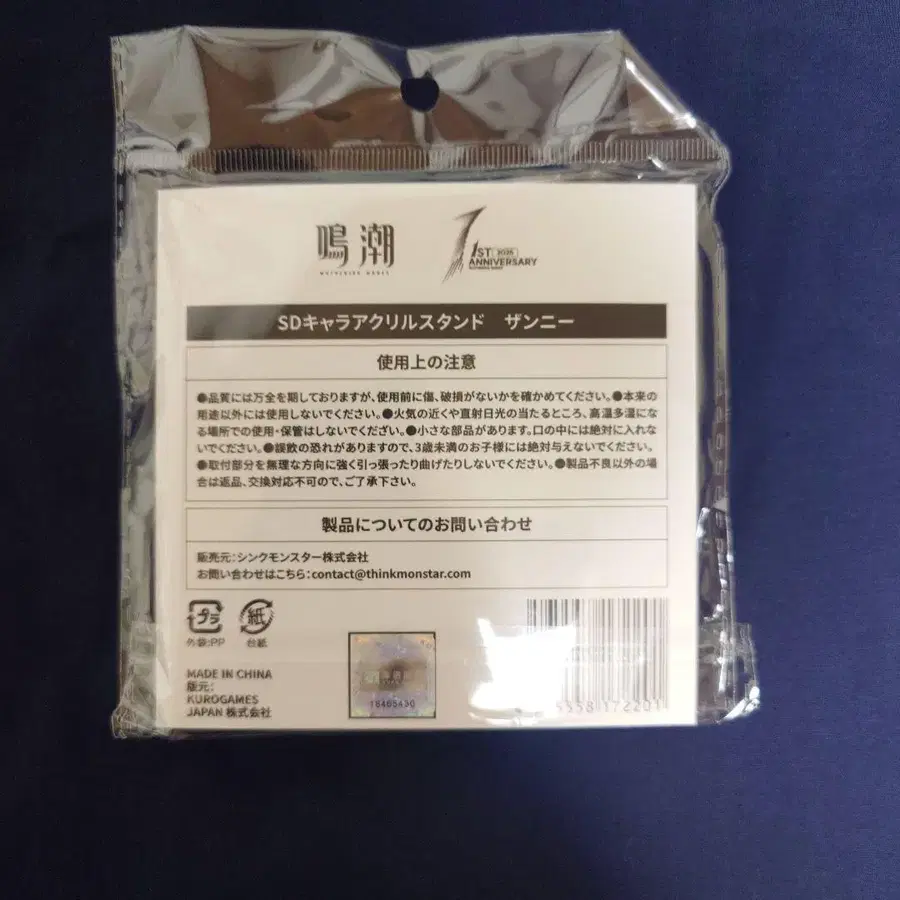 鳴潮
WUTHERING WAVES
1ST 2025
ANNIVERSARY
SDキャラアクリルスタンド ザンニー
使用上の注意
●品質には万全を期しておりますが、使用前に傷、破損がないかを確かめてください。●本来の
用途以外には使用しないでください。●火気の近くや直射日光の当たるところ、高温多湿にな
る場所での使用・保管はしないでください。●小さな部品があります。口の中には絶対に入れな
いでください。●誤飲の恐れがありますので、3歳未満のお子様には絶対与えないでください。
●取付部分を無理な方向に強く引っ張ったり曲げたりしないでください。●製品不良以外の場
合は返品、交換対応不可ので、ご了承下さい。
製品についてのお問い合わせ
販売元:シンクモンスター株式会社
お問い合わせはこちら:contact@thinkmonstar.com
プラ
紙
外袋:PP
台紙
MADE IN CHINA
版元:
KUROGAMES
JAPAN 株式会社
18465430
5558172201